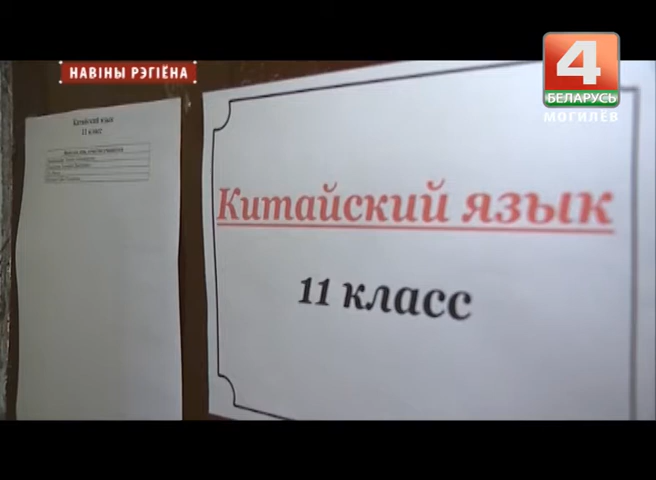 НАВІНЫ РЭГІЁНА
4
БЕЛАРУСЬ
МОГИЛЕВ
Китайский язык
11 класс
Китайский язык
11 класс